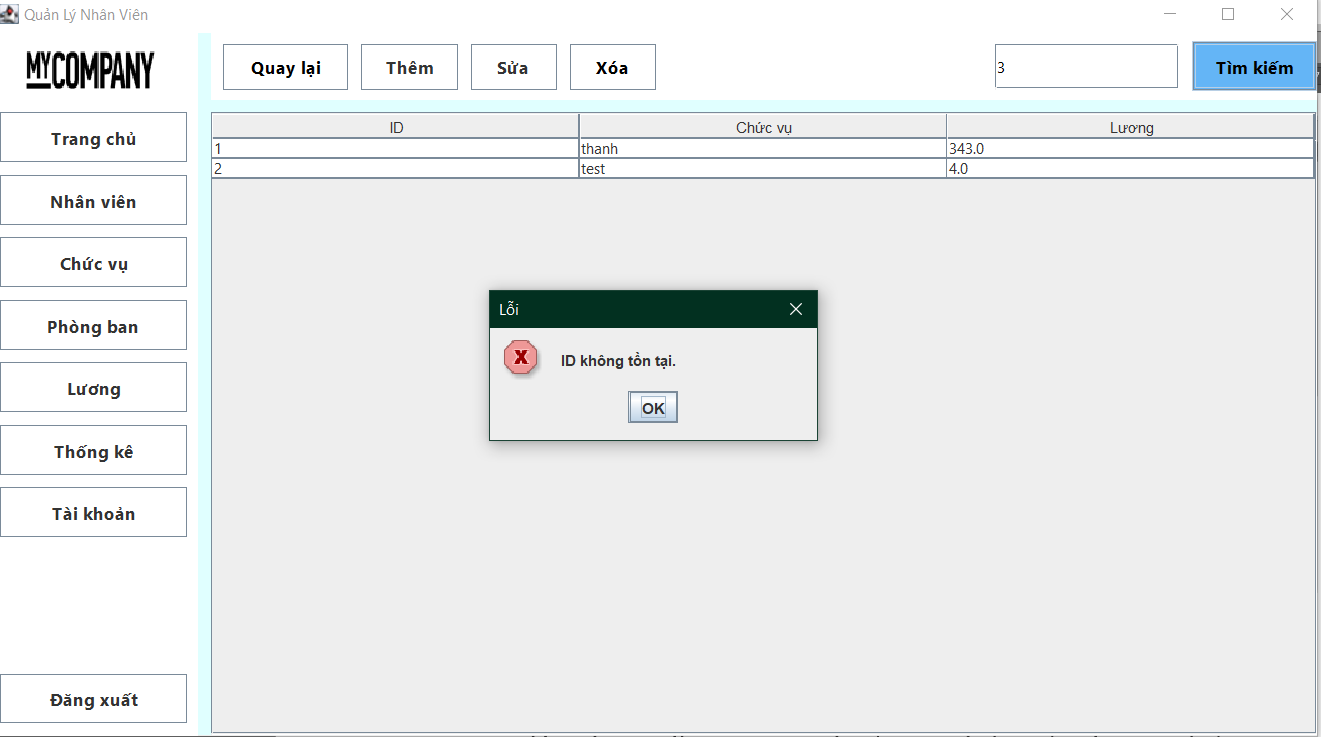 Quản Lý Nhân Viên
MYCOMPANY
Quay lại Thêm Sửa Xóa 3 Tìm kiếm
Trang chủ
Nhân viên
Chức vụ
Phòng ban
Lương
Thống kê
Tài khoản
Đăng xuất
ID Chức vụ Lương
1 thanh 343.0
2 test 4.0
Lỗi
X ID không tồn tại.
OK